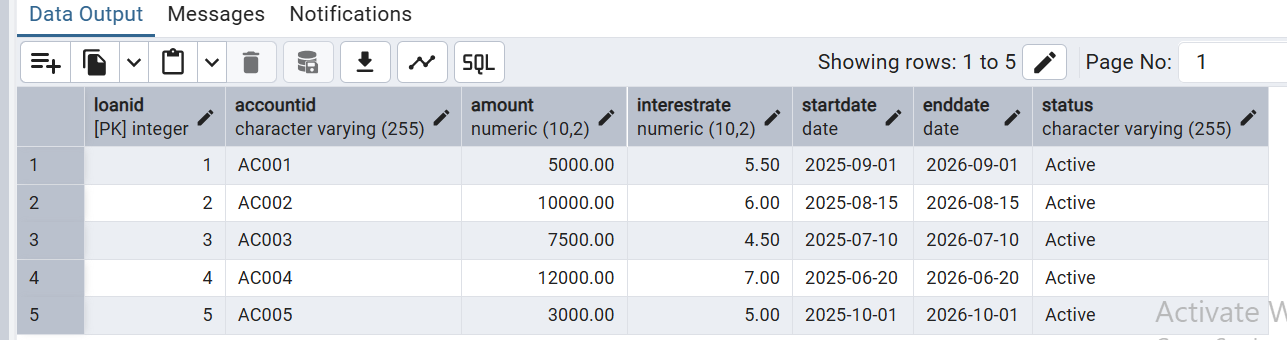 Data Output Messages Notifications
SQL Showing rows: 1 to 5 Page No: 1
loanid accountid amount interestrate startdate enddate status
[PK] integer character varying (255) numeric (10,2) numeric (10,2) date date character varying (255)
1 1 AC001 5000.00 5.50 2025-09-01 2026-09-01 Active
2 2 AC002 10000.00 6.00 2025-08-15 2026-08-15 Active
3 3 AC003 7500.00 4.50 2025-07-10 2026-07-10 Active
4 4 AC004 12000.00 7.00 2025-06-20 2026-06-20 Active
5 5 AC005 3000.00 5.00 2025-10-01 2026-10-01 Active
Activate W